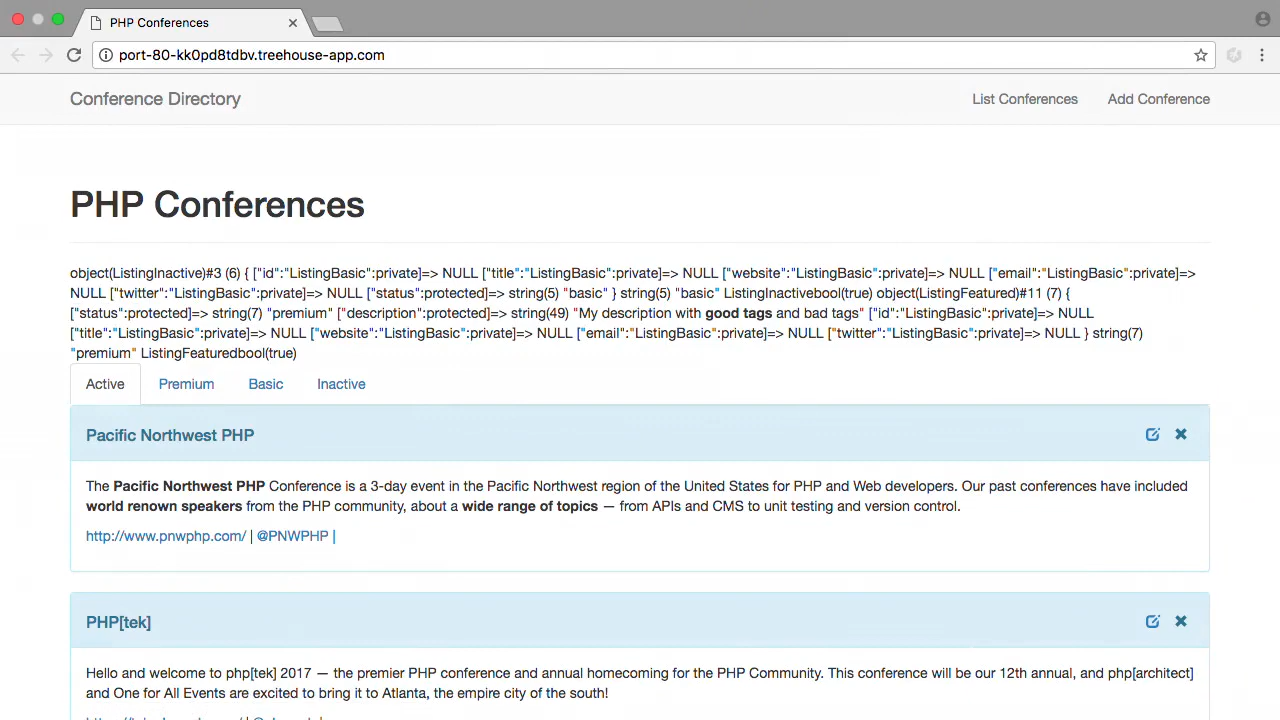 PHP Conferences
port-80-kk0pd8tdbv.treehouse-app.com
Conference Directory
List Conferences
Add Conference
PHP Conferences
object(ListingInactive)#3 (6) { ["id":"ListingBasic":private]=> NULL ["title":"ListingBasic":private]=> NULL ["website":"ListingBasic":private]=> NULL ["email":"ListingBasic":private]=>
NULL ["twitter":"ListingBasic":private]=> NULL ["status":protected]=> string(5) "basic" } string(5) "basic" ListingInactivebool(true) object(ListingFeatured)#11 (7) {
["status":protected]=> string(7) "premium" ["description":protected]=> string(49) "My description with good tags and bad tags" ["id":"ListingBasic":private]=> NULL
["title":"ListingBasic":private]=> NULL ["website":"ListingBasic":private]=> NULL ["email":"ListingBasic":private]=> NULL ["twitter":"ListingBasic":private]=> NULL } string(7)
"premium" ListingFeaturedbool(true)
Active
Premium
Basic
Inactive
Pacific Northwest PHP
The Pacific Northwest PHP Conference is a 3-day event in the Pacific Northwest region of the United States for PHP and Web developers. Our past conferences have included
world renown speakers from the PHP community, about a wide range of topics — from APIs and CMS to unit testing and version control.
http://www.pnwphp.com/ | @PNWPHP |
PHP[tek]
Hello and welcome to php[tek] 2017 — the premier PHP conference and annual homecoming for the PHP Community. This conference will be our 12th annual, and php[architect]
and One for All Events are excited to bring it to Atlanta, the empire city of the south!